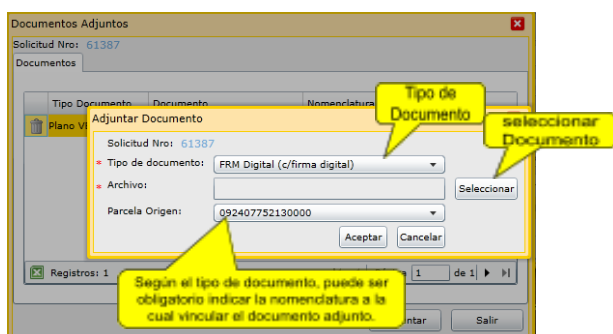 Documentos Adjuntos
Solicitud Nro: 61387
Documentos
Tipo Documento Documento Nomenclatura
Plano
Adjuntar Documento
Solicitud Nro: 61387
* Tipo de documento: FRM Digital (c/firma digital)
* Archivo: Seleccionar
Parcela Origen: 092407752130000
Aceptar Cancelar
Tipo de
Documento
seleccionar
Documento
Registros: 1 1 de 1
Según el tipo de documento, puede ser
obligatorio indicar la nomenclatura a la
cual vincular el documento adjunto.
Salir